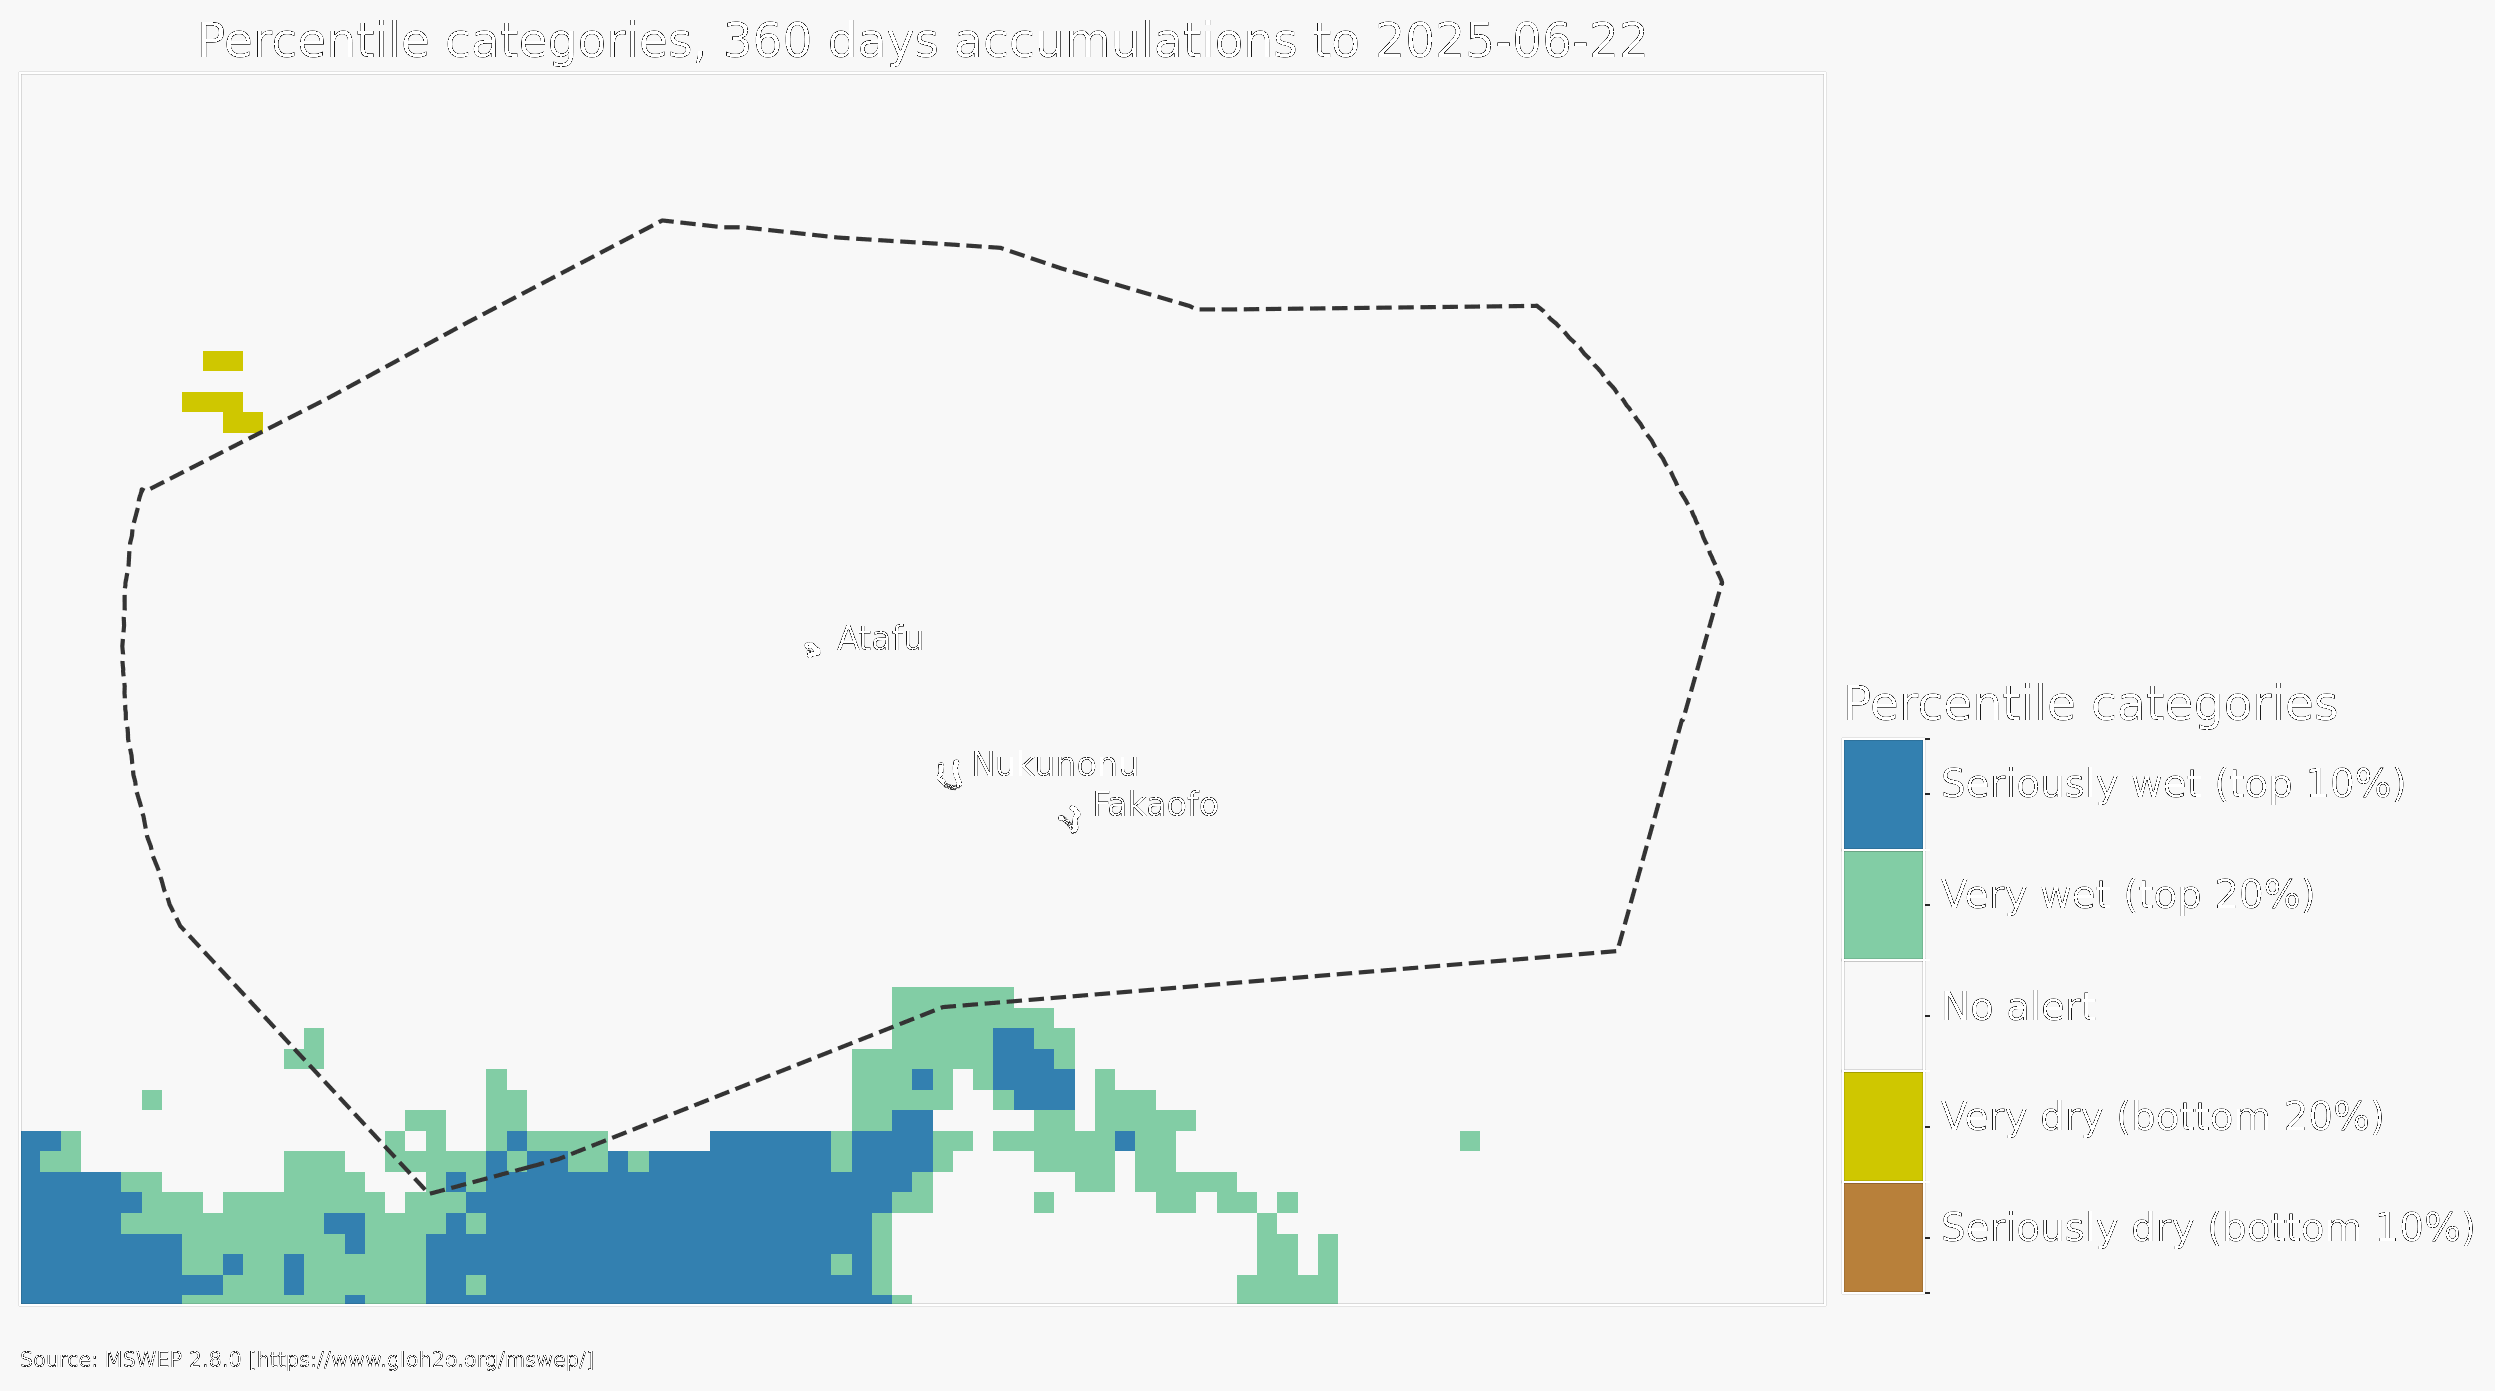 Percentile categories, 360 days accumulations to 2025-06-22
Atafu
Nukunonu
Fakaofo
Percentile categories
Seriously wet (top 10%)
Very wet (top 20%)
No alert
Very dry (bottom 20%)
Seriously dry (bottom 10%)
Source: MSWEP 2.8.0 [https://www.gloh2o.org/mswep/]